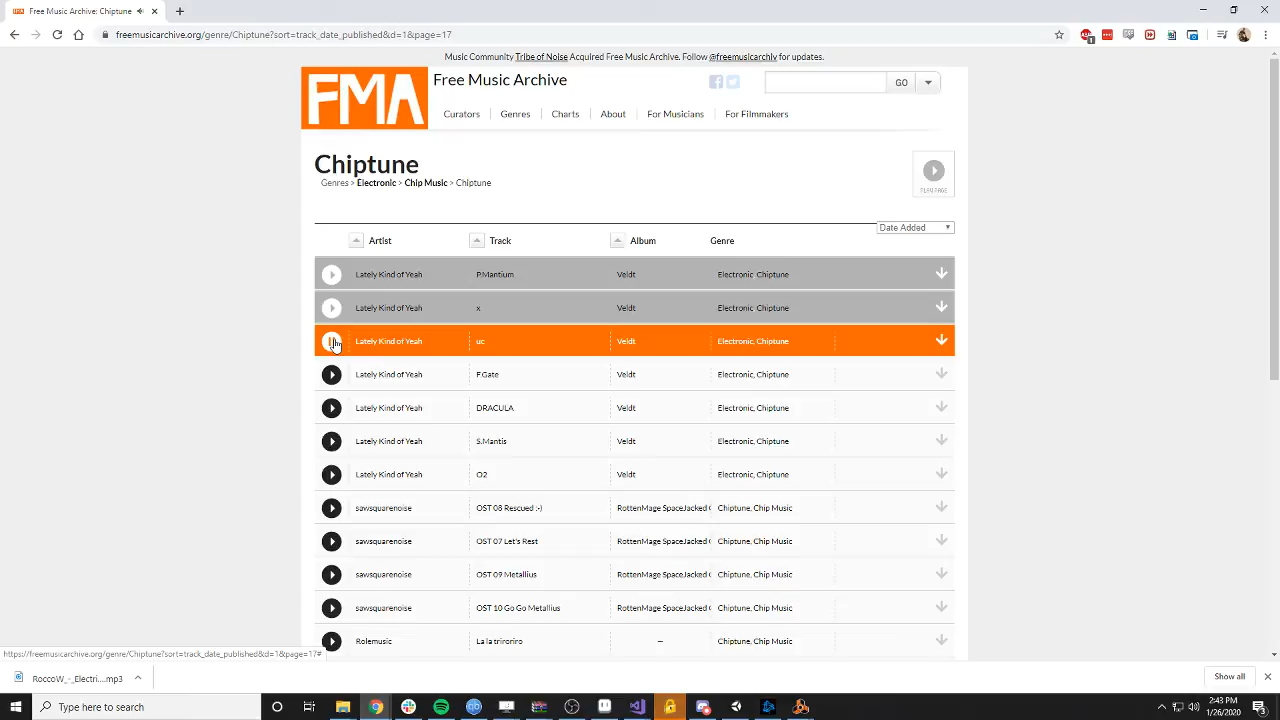 Free Music Archive: Chiptune
freemusicarchive.org/genre/Chiptune?sort=track_date_published&d=1&page=17
1
Music Community Tribe of Noise Acquired Free Music Archive. Follow @freemusicarchiv for updates.
FMA
Free Music Archive
GO
Curators Genres Charts About For Musicians For Filmmakers
Chiptune
Genres > Electronic > Chip Music > Chiptune
PLAY PAGE
Date Added
Artist Track Album Genre
Lately Kind of Yeah P.Mantium Veldt Electronic, Chiptune
Lately Kind of Yeah x Veldt Electronic, Chiptune
Lately Kind of Yeah uc Veldt Electronic, Chiptune
Lately Kind of Yeah F.Gate Veldt Electronic, Chiptune
Lately Kind of Yeah DRACULA Veldt Electronic, Chiptune
Lately Kind of Yeah S.Mantis Veldt Electronic, Chiptune
Lately Kind of Yeah O2 Veldt Electronic, Chiptune
sawsquarenoise OST 08 Rescued :-) RottenMage SpaceJacked Chiptune, Chip Music
sawsquarenoise OST 07 Let's Rest RottenMage SpaceJacked Chiptune, Chip Music
sawsquarenoise OST 09 Metallius RottenMage SpaceJacked Chiptune, Chip Music
sawsquarenoise OST 10 Go Go Metallius RottenMage SpaceJacked Chiptune, Chip Music
Rolemusic La la triroriro — Chiptune, Chip Music
https://freemusicarchive.org/genre/Chiptune?sort=track_date_published&d=1&page=17#
RoccoW_-_Electri....mp3
Show all
Type here to search
2:43 PM
1/26/2020